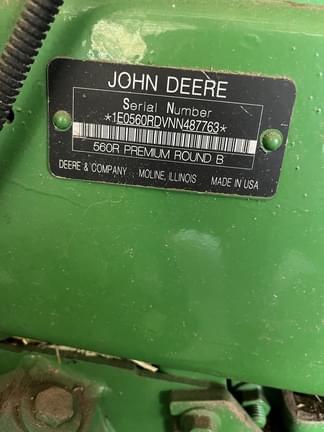 JOHN DEERE
Serial Number
*1E0560RDVNN487763*
560R PREMIUM ROUND B
DEERE & COMPANY MOLINE, ILLINOIS MADE IN USA